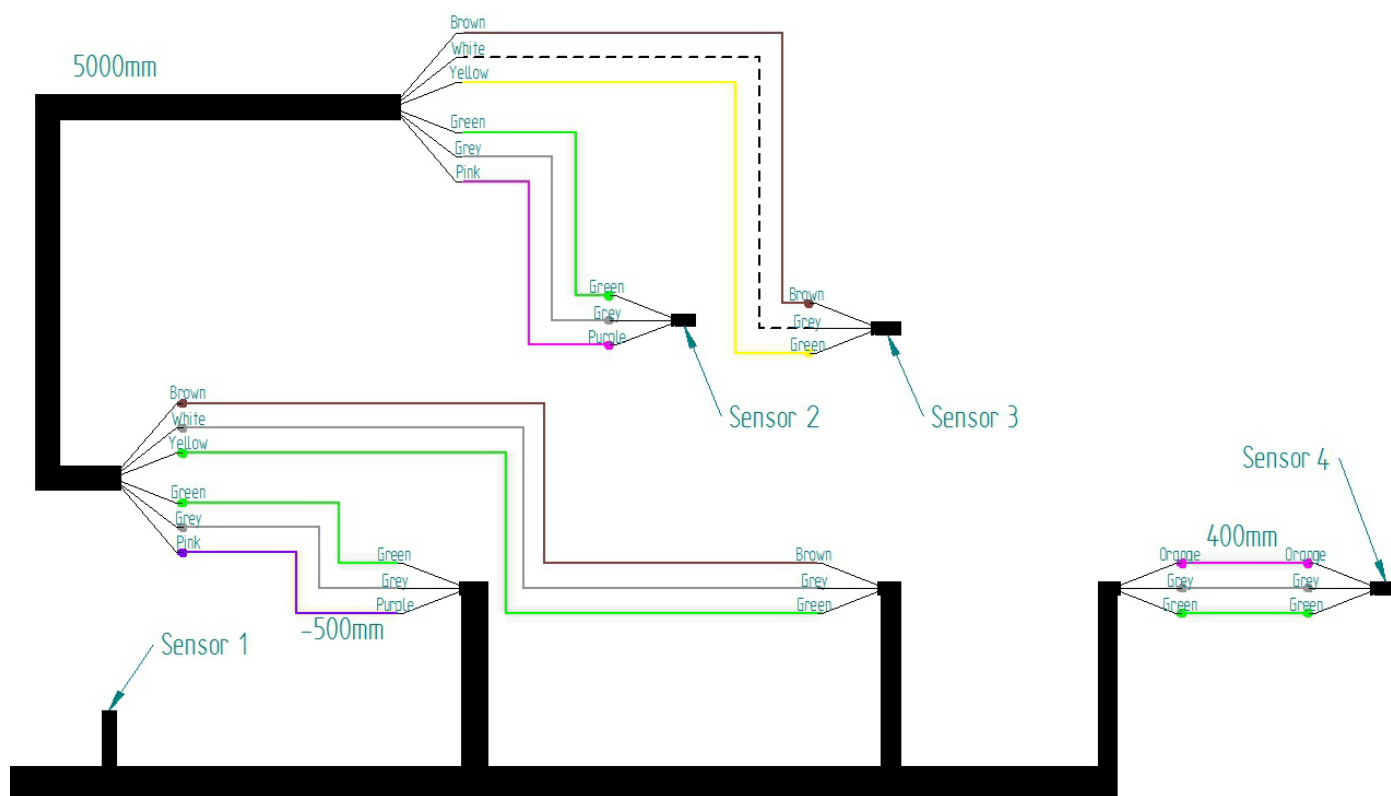 Brown
White
5000mm
Yellow
Green
Grey
Pink
Green
Brown
Grey
Grey
Purple
Green
Brown
Sensor 2
Sensor 3
White
Yellow
Sensor 4
Green
Grey
400mm
Pink
Green
Brown
Orange
Orange
Grey
Grey
Grey
Grey
Purple
Green
Green
Green
-500mm
Sensor 1